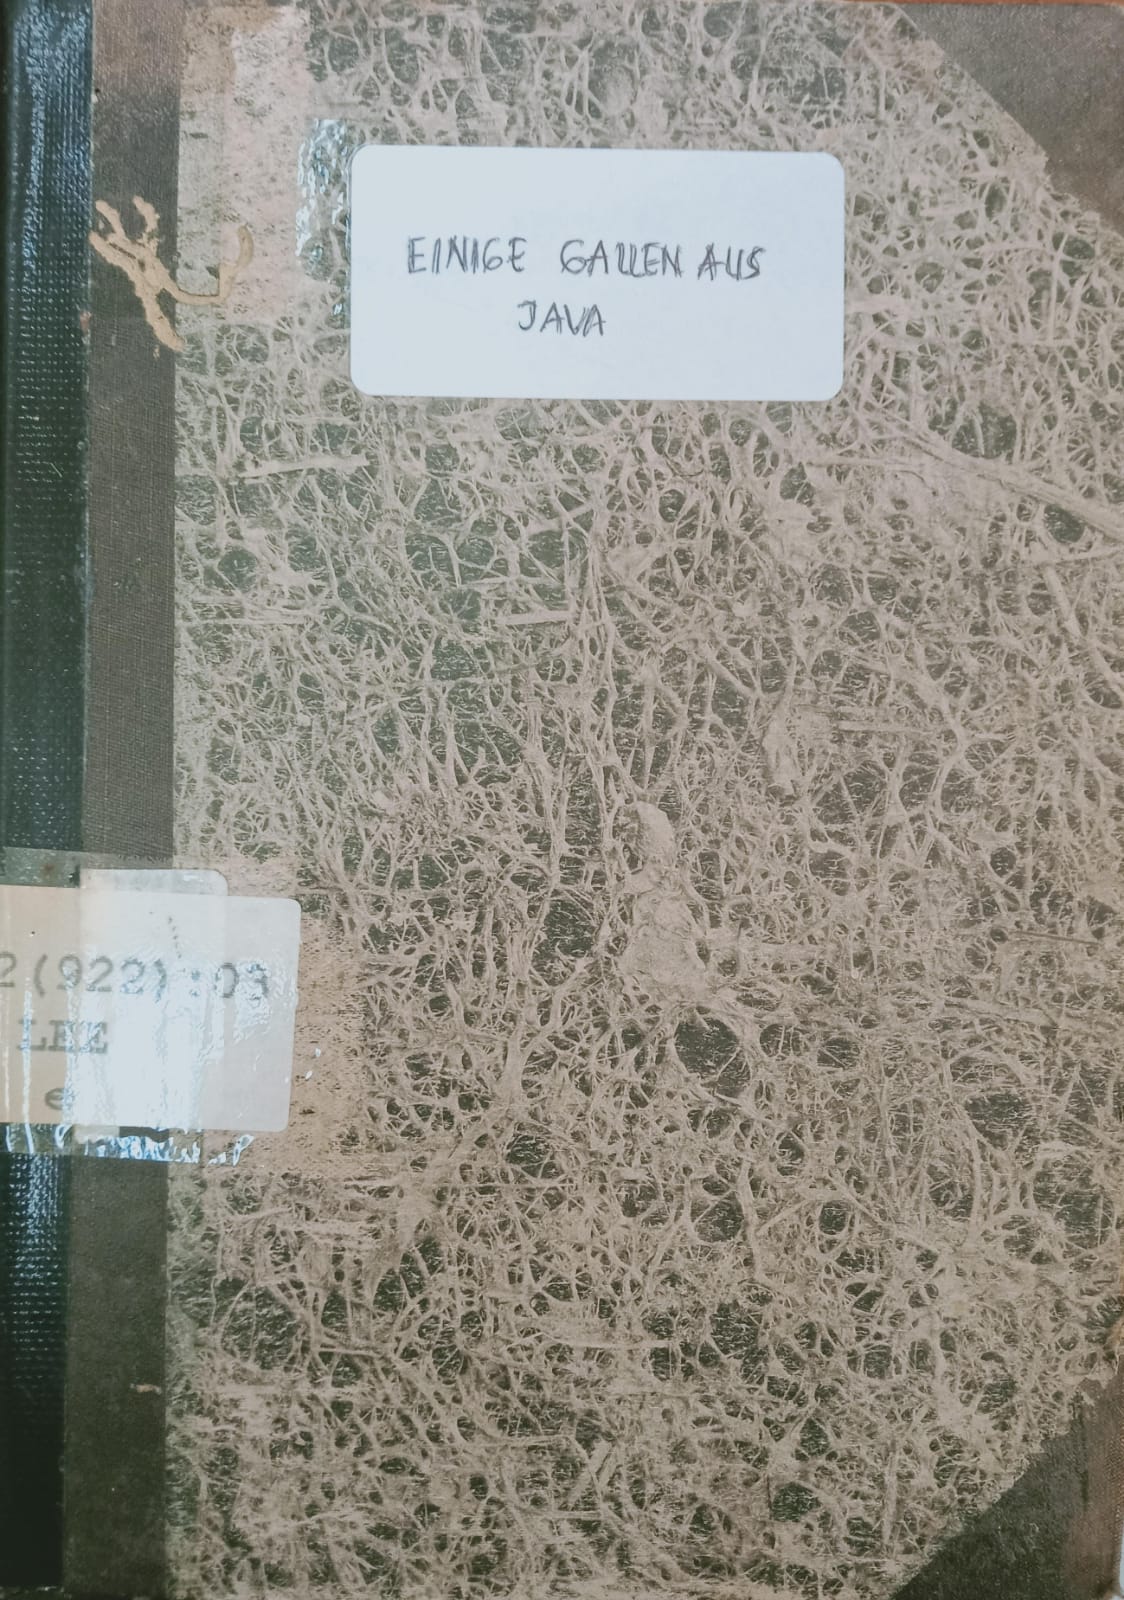 EINIGE GALLEN AUS
JAVA
2(922):03
LEE
e